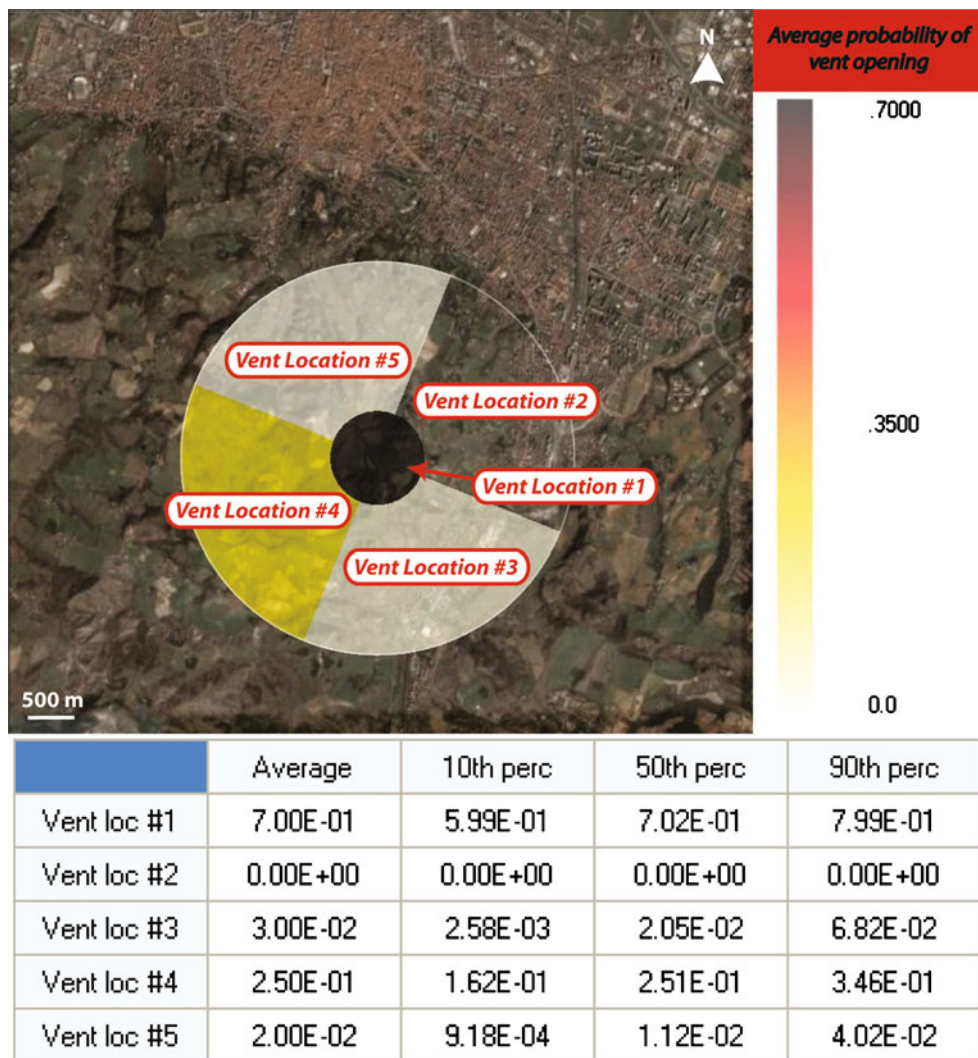 N
Average probability of
vent opening
.7000
.3500
0.0
Vent Location #5
Vent Location #2
Vent Location #1
Vent Location #4
Vent Location #3
500 m
Average 10th perc 50th perc 90th perc
Vent loc #1 7.00E-01 5.99E-01 7.02E-01 7.99E-01
Vent loc #2 0.00E+00 0.00E+00 0.00E+00 0.00E+00
Vent loc #3 3.00E-02 2.58E-03 2.05E-02 6.82E-02
Vent loc #4 2.50E-01 1.62E-01 2.51E-01 3.46E-01
Vent loc #5 2.00E-02 9.18E-04 1.12E-02 4.02E-02